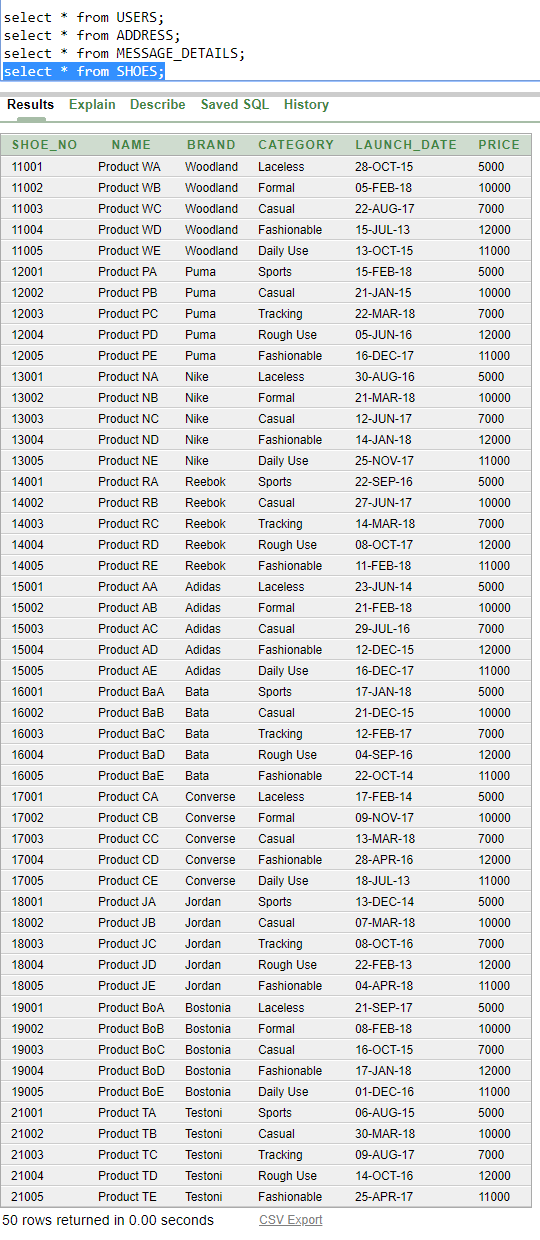 select * from USERS;
select * from ADDRESS;
select * from MESSAGE_DETAILS;
select * from SHOES;
Results Explain Describe Saved SQL History
SHOE_NO NAME BRAND CATEGORY LAUNCH_DATE PRICE
11001 Product WA Woodland Laceless 28-OCT-15 5000
11002 Product WB Woodland Formal 05-FEB-18 10000
11003 Product WC Woodland Casual 22-AUG-17 7000
11004 Product WD Woodland Fashionable 15-JUL-13 12000
11005 Product WE Woodland Daily Use 13-OCT-15 11000
12001 Product PA Puma Sports 15-FEB-18 5000
12002 Product PB Puma Casual 21-JAN-15 10000
12003 Product PC Puma Tracking 22-MAR-18 7000
12004 Product PD Puma Rough Use 05-JUN-16 12000
12005 Product PE Puma Fashionable 16-DEC-17 11000
13001 Product NA Nike Laceless 30-AUG-16 5000
13002 Product NB Nike Formal 21-MAR-18 10000
13003 Product NC Nike Casual 12-JUN-17 7000
13004 Product ND Nike Fashionable 14-JAN-18 12000
13005 Product NE Nike Daily Use 25-NOV-17 11000
14001 Product RA Reebok Sports 22-SEP-16 5000
14002 Product RB Reebok Casual 27-JUN-17 10000
14003 Product RC Reebok Tracking 14-MAR-18 7000
14004 Product RD Reebok Rough Use 08-OCT-17 12000
14005 Product RE Reebok Fashionable 11-FEB-18 11000
15001 Product AA Adidas Laceless 23-JUN-14 5000
15002 Product AB Adidas Formal 21-FEB-18 10000
15003 Product AC Adidas Casual 29-JUL-16 7000
15004 Product AD Adidas Fashionable 12-DEC-15 12000
15005 Product AE Adidas Daily Use 16-DEC-17 11000
16001 Product BaA Bata Sports 17-JAN-18 5000
16002 Product BaB Bata Casual 21-DEC-15 10000
16003 Product BaC Bata Tracking 12-FEB-17 7000
16004 Product BaD Bata Rough Use 04-SEP-16 12000
16005 Product BaE Bata Fashionable 22-OCT-14 11000
17001 Product CA Converse Laceless 17-FEB-14 5000
17002 Product CB Converse Formal 09-NOV-17 10000
17003 Product CC Converse Casual 13-MAR-18 7000
17004 Product CD Converse Fashionable 28-APR-16 12000
17005 Product CE Converse Daily Use 18-JUL-13 11000
18001 Product JA Jordan Sports 13-DEC-14 5000
18002 Product JB Jordan Casual 07-MAR-18 10000
18003 Product JC Jordan Tracking 08-OCT-16 7000
18004 Product JD Jordan Rough Use 22-FEB-13 12000
18005 Product JE Jordan Fashionable 04-APR-18 11000
19001 Product BoA Bostonia Laceless 21-SEP-17 5000
19002 Product BoB Bostonia Formal 08-FEB-18 10000
19003 Product BoC Bostonia Casual 16-OCT-15 7000
19004 Product BoD Bostonia Fashionable 17-JAN-18 12000
19005 Product BoE Bostonia Daily Use 01-DEC-16 11000
21001 Product TA Testoni Sports 06-AUG-15 5000
21002 Product TB Testoni Casual 30-MAR-18 10000
21003 Product TC Testoni Tracking 09-AUG-17 7000
21004 Product TD Testoni Rough Use 14-OCT-16 12000
21005 Product TE Testoni Fashionable 25-APR-17 11000
50 rows returned in 0.00 seconds CSV Export